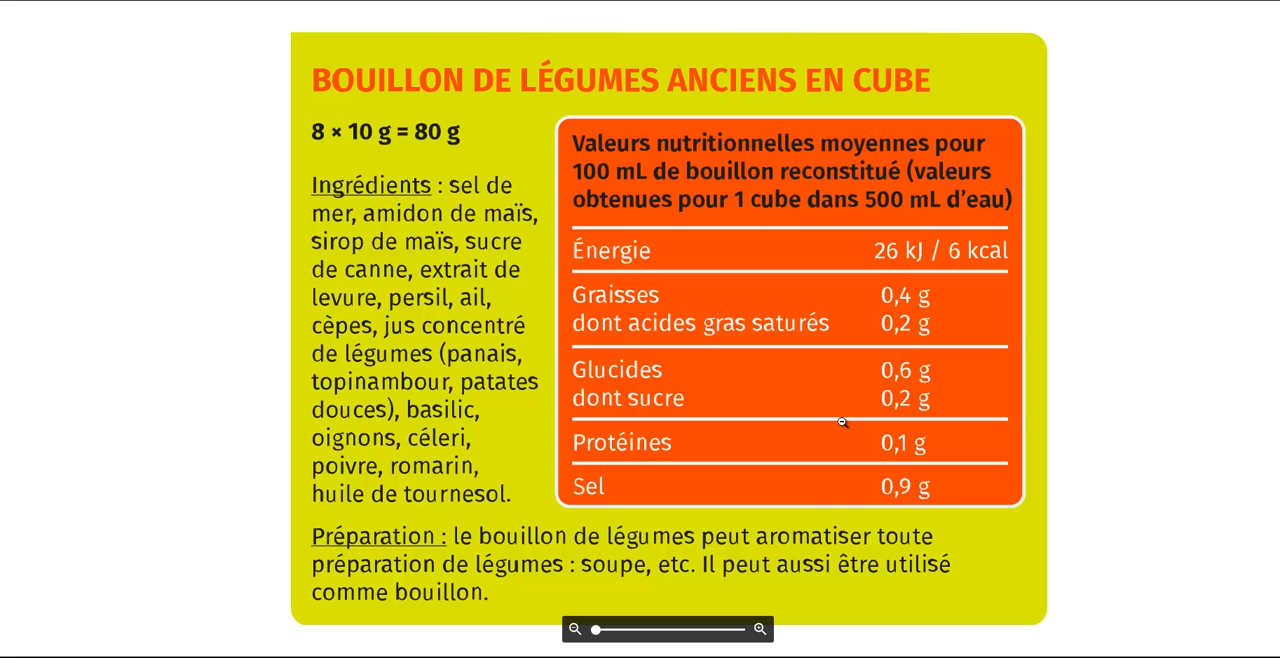 BOUILLON DE LÉGUMES ANCIENS EN CUBE
8 × 10 g = 80 g
Ingrédients : sel de
mer, amidon de maïs,
sirop de maïs, sucre
de canne, extrait de
levure, persil, ail,
cèpes, jus concentré
de légumes (panais,
topinambour, patates
douces), basilic,
oignons, céleri,
poivre, romarin,
huile de tournesol.
Valeurs nutritionnelles moyennes pour
100 mL de bouillon reconstitué (valeurs
obtenues pour 1 cube dans 500 mL d’eau)
Énergie 26 kJ / 6 kcal
Graisses 0,4 g
dont acides gras saturés 0,2 g
Glucides 0,6 g
dont sucre 0,2 g
Protéines 0,1 g
Sel 0,9 g
Préparation : le bouillon de légumes peut aromatiser toute
préparation de légumes : soupe, etc. Il peut aussi être utilisé
comme bouillon.